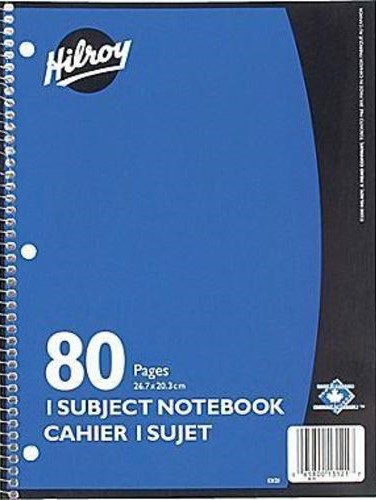 Hilroy
80 Pages
26.7 x 20.3 cm
1 SUBJECT NOTEBOOK
CAHIER 1 SUJET